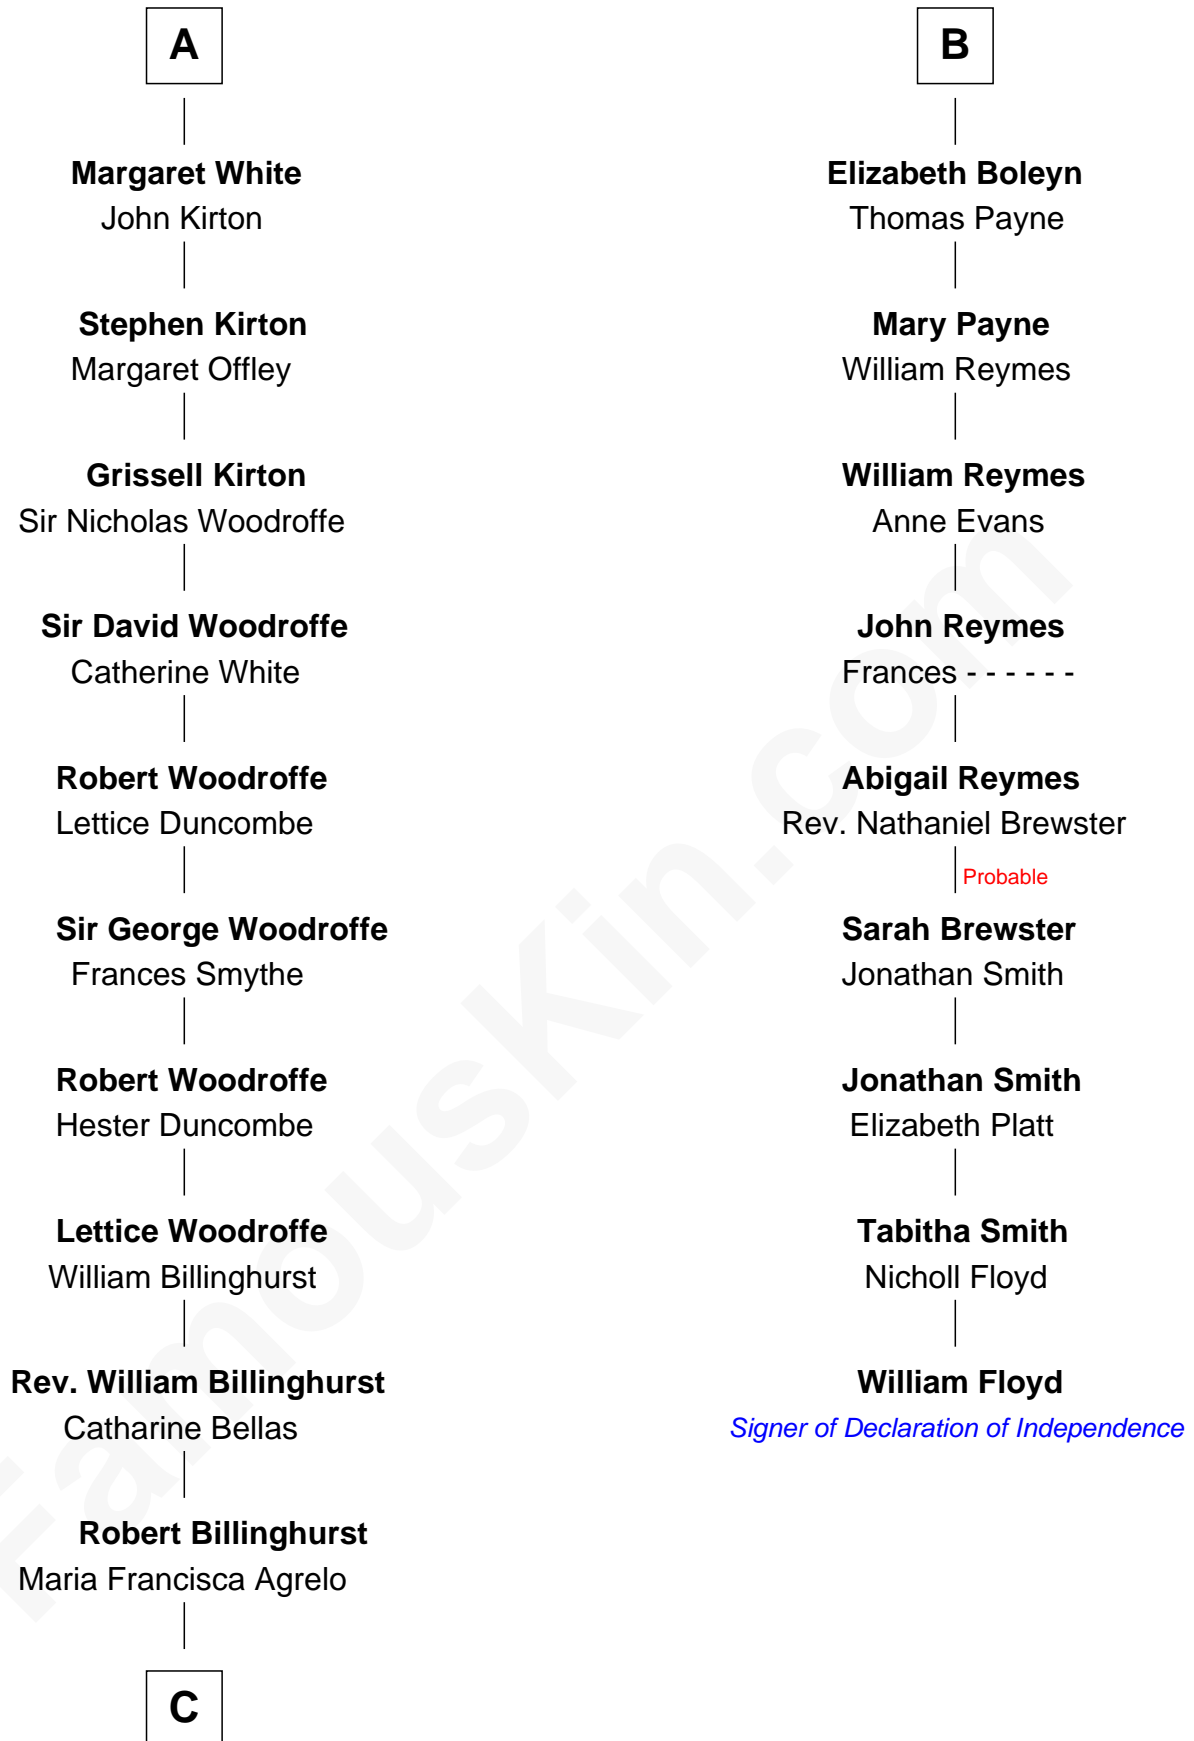 A
Margaret White
John Kirton
Stephen Kirton
Margaret Offley
Grissell Kirton
Sir Nicholas Woodroffe
Sir David Woodroffe
Catherine White
Robert Woodroffe
Lettice Duncombe
Sir George Woodroffe
Frances Smythe
Robert Woodroffe
Hester Duncombe
Lettice Woodroffe
William Billinghurst
Rev. William Billinghurst
Catharine Bellas
Robert Billinghurst
Maria Francisca Agrelo
C
B
Elizabeth Boleyn
Thomas Payne
Mary Payne
William Reymes
William Reymes
Anne Evans
John Reymes
Frances - - - - - -
Abigail Reymes
Rev. Nathaniel Brewster
Probable
Sarah Brewster
Jonathan Smith
Jonathan Smith
Elizabeth Platt
Tabitha Smith
Nicholl Floyd
William Floyd
Signer of Declaration of Independence
FamousKin.com